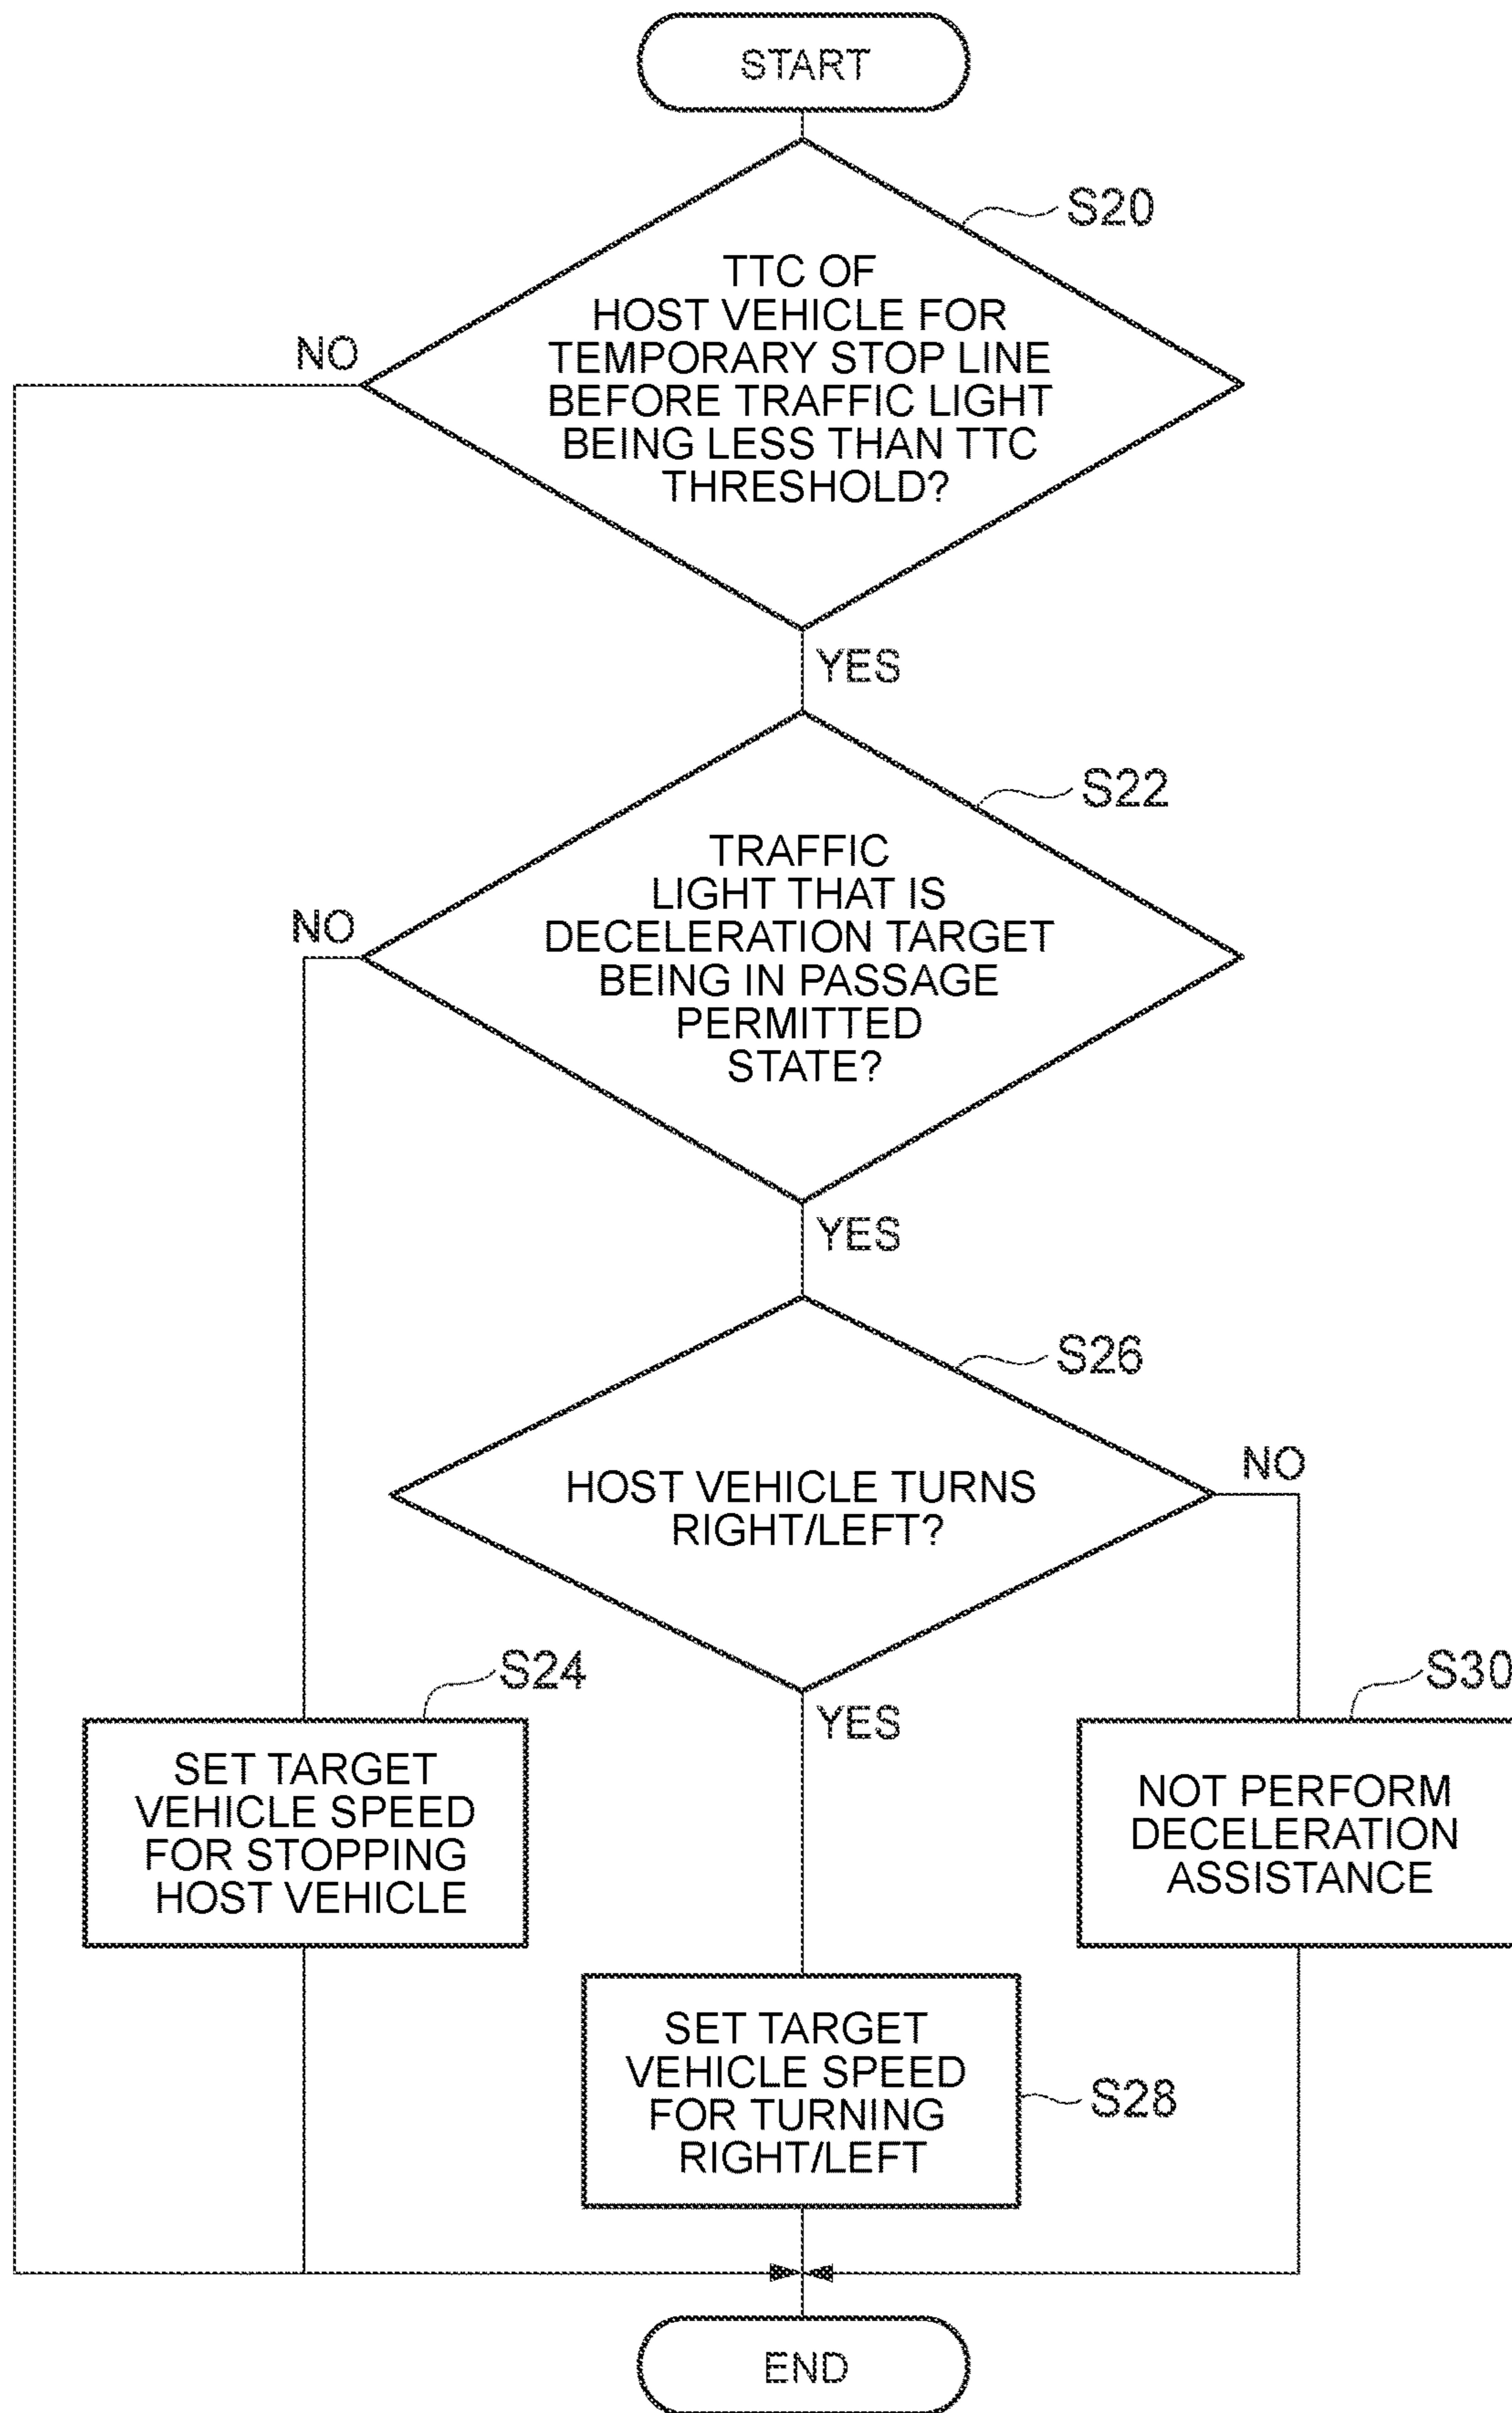 START
S20
TTC OF
HOST VEHICLE FOR
TEMPORARY STOP LINE
BEFORE TRAFFIC LIGHT
BEING LESS THAN TTC
THRESHOLD?
NO
YES
S22
TRAFFIC
LIGHT THAT IS
DECELERATION TARGET
BEING IN PASSAGE
PERMITTED
STATE?
NO
YES
S26
HOST VEHICLE TURNS
RIGHT/LEFT?
NO
YES
S24
SET TARGET
VEHICLE SPEED
FOR STOPPING
HOST VEHICLE
S30
NOT PERFORM
DECELERATION
ASSISTANCE
SET TARGET
VEHICLE SPEED
FOR TURNING
RIGHT/LEFT
S28
END